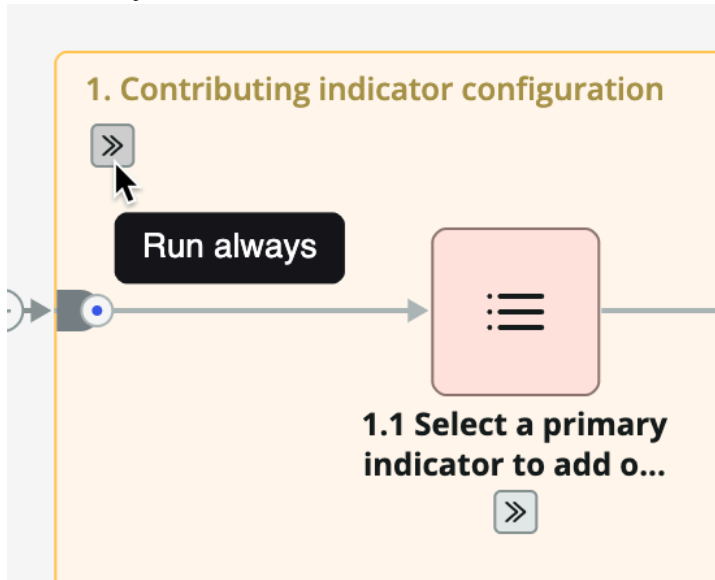 1. Contributing indicator configuration
Run always
1.1 Select a primary
indicator to add o...